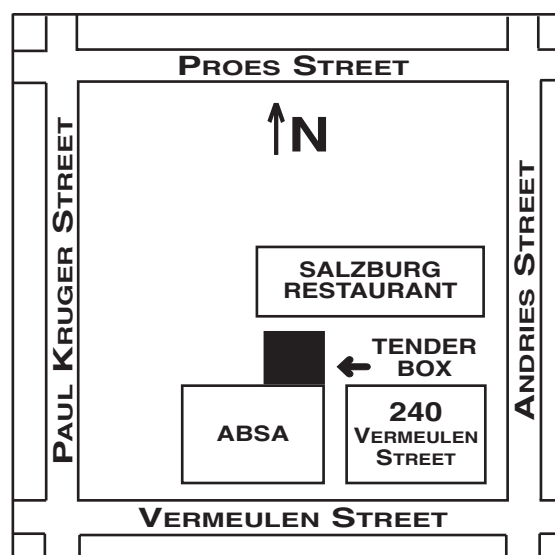 PROES STREET
N
PAUL KRUGER STREET
ANDRIES STREET
SALZBURG
RESTAURANT
TENDER
BOX
ABSA
240
VERMEULEN
STREET
VERMEULEN STREET